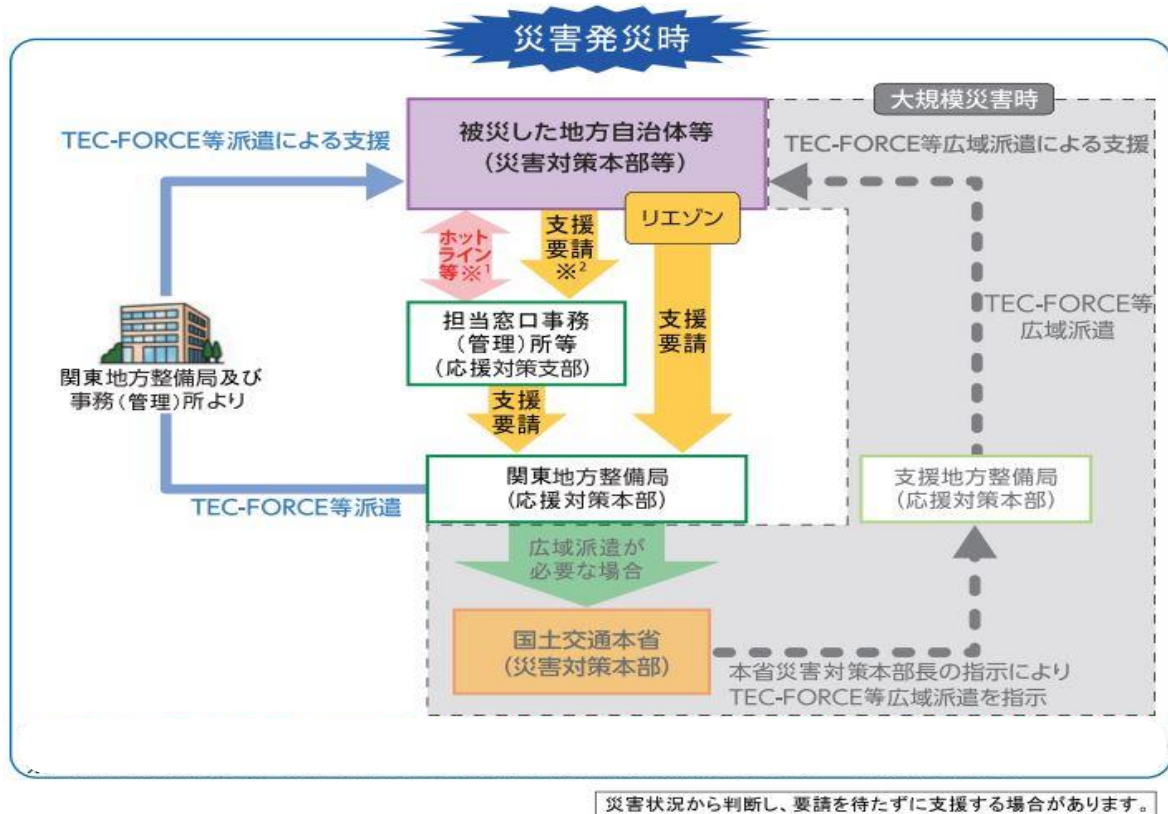 災害発災時
大規模災害時
TEC-FORCE等派遣による支援
被災した地方自治体等
(災害対策本部等)
TEC-FORCE等広域派遣による支援
リエゾン
ホット
ライン
等※1
支援
要請
※2
支援
要請
TEC-FORCE等
広域派遣
担当窓口事務
(管理)所等
(応援対策支部)
関東地方整備局及び
事務(管理)所より
支援
要請
関東地方整備局
(応援対策本部)
支援地方整備局
(応援対策本部)
TEC-FORCE等派遣
広域派遣が
必要な場合
国土交通本省
(災害対策本部)
本省災害対策本部長の指示により
TEC-FORCE等広域派遣を指示
災害状況から判断し、要請を待たずに支援する場合があります。